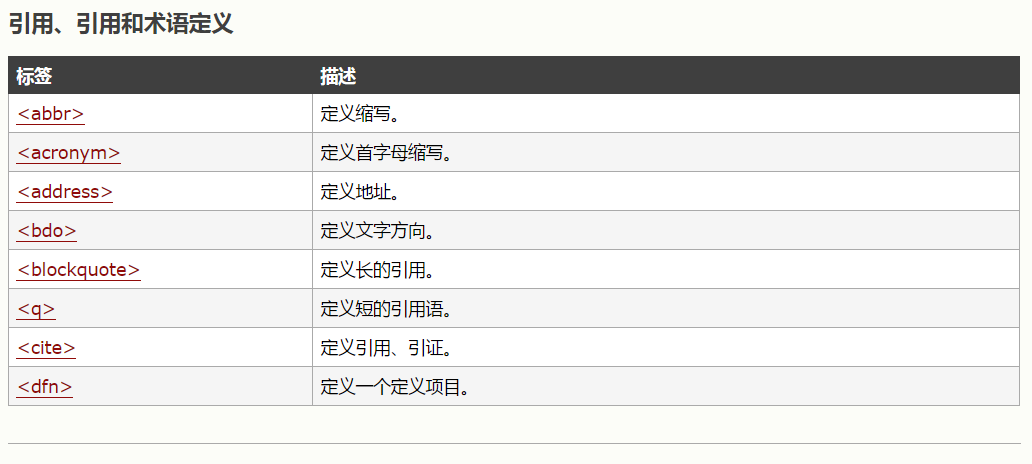 引用、引用和术语定义
标签 描述
<abbr> 定义缩写。
<acronym> 定义首字母缩写。
<address> 定义地址。
<bdo> 定义文字方向。
<blockquote> 定义长的引用。
<q> 定义短的引用语。
<cite> 定义引用、引证。
<dfn> 定义一个定义项目。